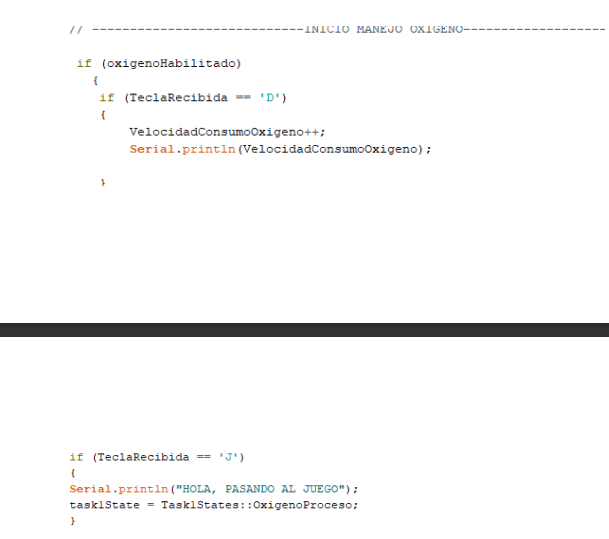 // ----------------------------INICIO MANEJO OXIGENO-------------------
if (oxigenoHabilitado)
{
if (TeclaRecibida == 'D')
{
VelocidadConsumoOxigeno++;
Serial.println(VelocidadConsumoOxigeno);
}
if (TeclaRecibida == 'J')
{
Serial.println("HOLA, PASANDO AL JUEGO");
task1State = Task1States::OxigenoProceso;
}